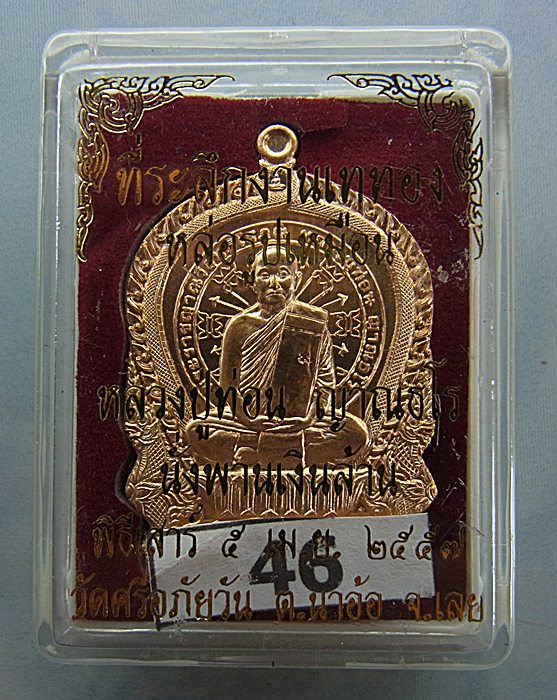 ที่ระลึกงานเททอง
หล่อรูปเหมือน
หลวงปู่ท่อน ญาณธโร
นั่งพานเงินล้าน
พิธีเสาร์ ๕ เม.ย. ๒๕๕๗
46
วัดศรีอภัยวัน ต.นาอ้อ จ.เลย